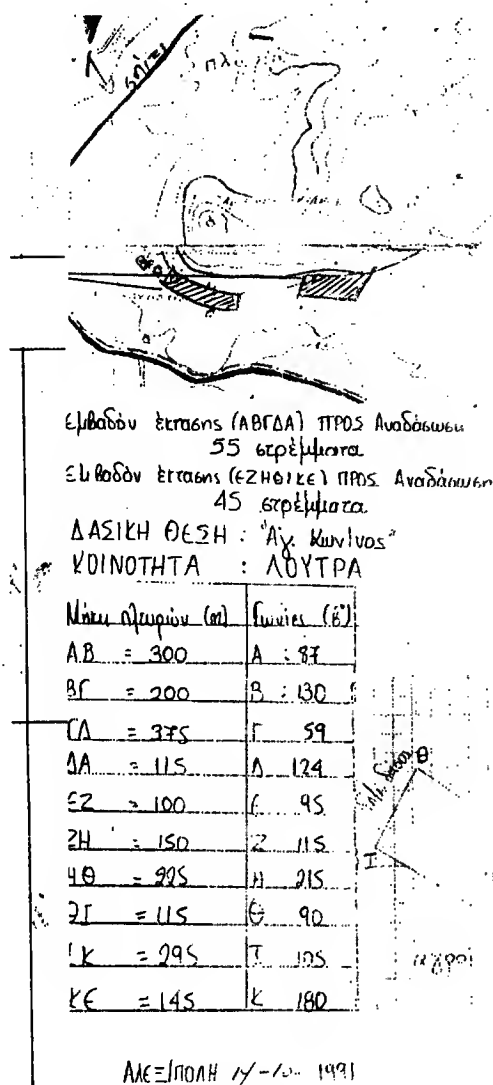 εμβαδόν έκτασης (ΑΒΓΔΑ) ΠΡΟΣ Αναδάσωση
55 στρέμματα
Εμβαδόν έκτασης (ΕΖΗΘΙΚΕ) ΠΡΟΣ Αναδάσωση
45 στρέμματα
ΔΑΣΙΚΗ ΘΕΣΗ : "Αγ.
ΚΟΙΝΟΤΗΤΑ : ΛΟΥΤΡΑ
Μήκη πλευρών (m) Γωνίες (g)
ΑΒ = 300 Α : 87
ΒΓ = 200 Β : 130
ΓΔ = 375 Γ 59
ΔΑ = 115 Δ 124
ΕΖ = 100 Ε 95
ΖΗ = 150 Ζ 115
ΗΘ = 225 Η 215
ΘΙ = 115 Θ 90
ΙΚ = 295 Ι 105
ΚΕ = 145 Κ 180
Θ
Ι
αγροί
ΑΛΕΞ/ΠΟΛΗ 14-10-1991